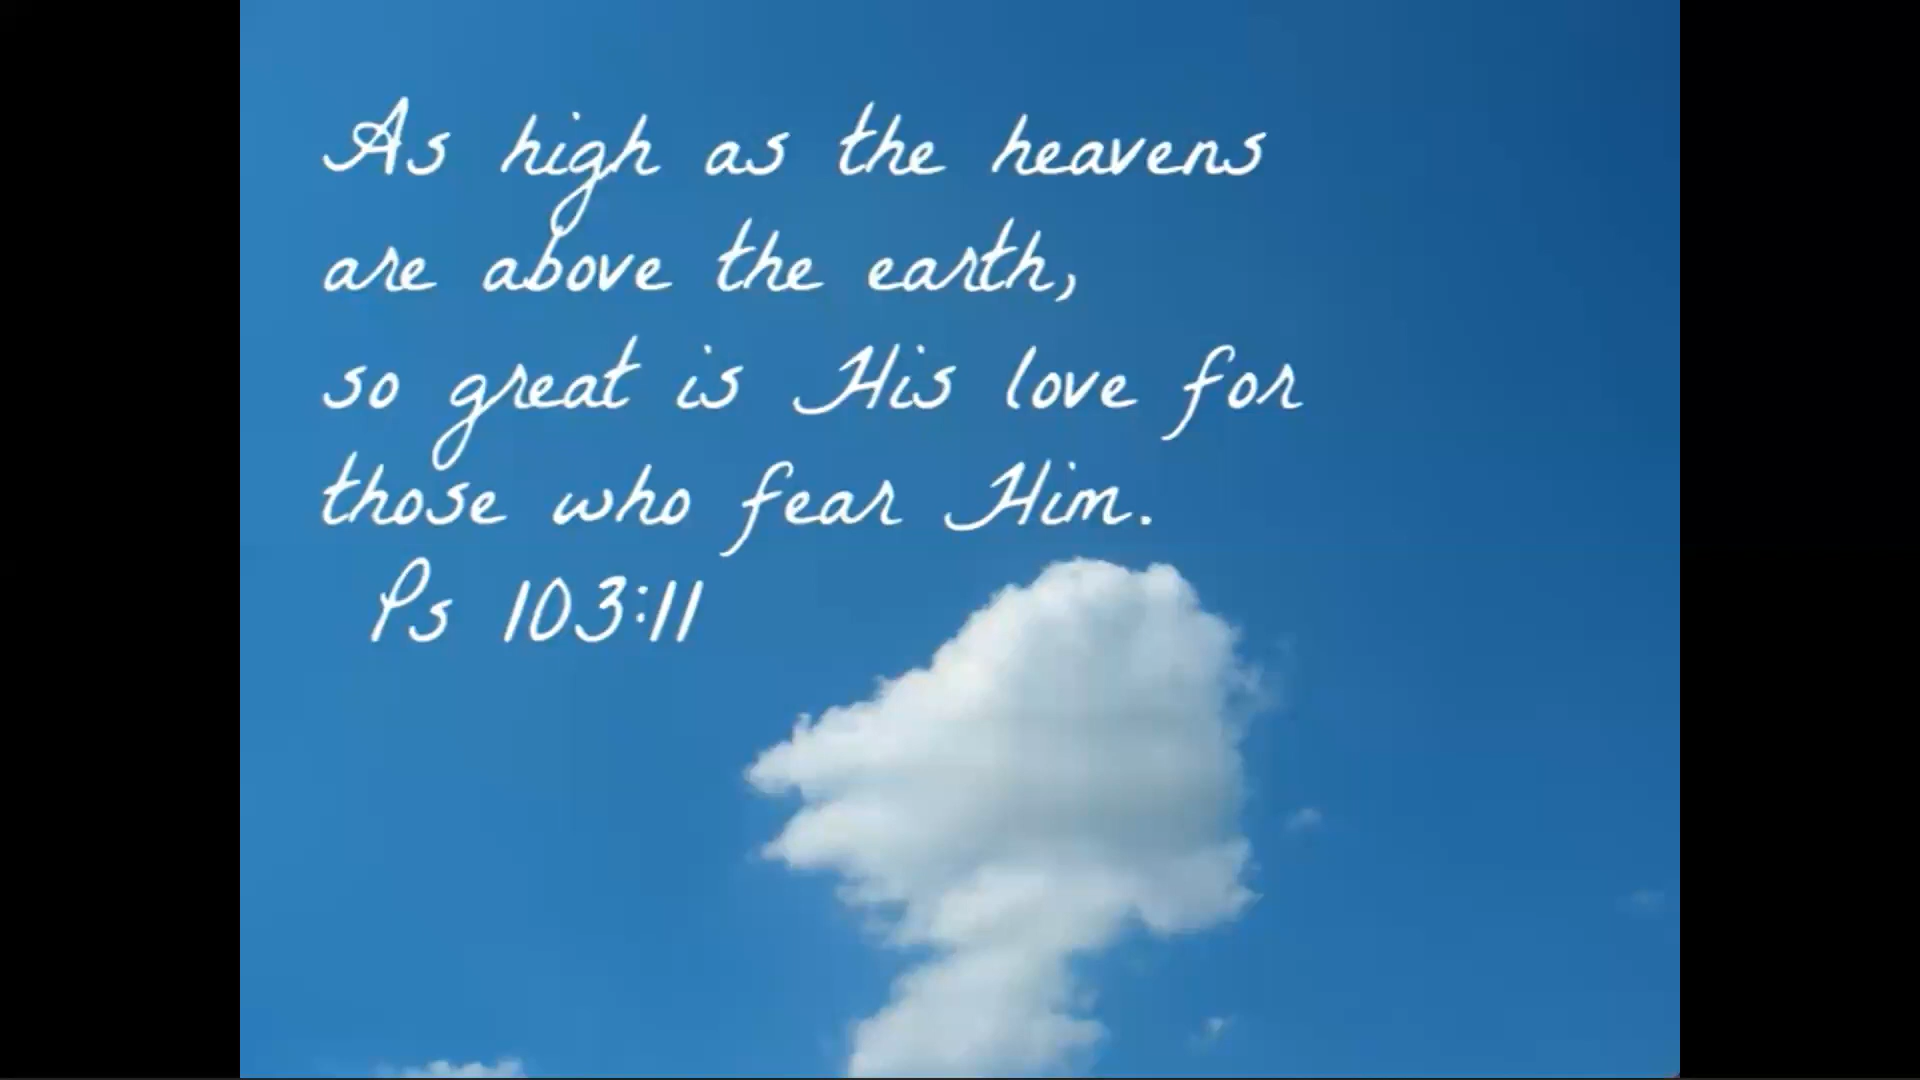 As high as the heavens
are above the earth,
so great is His love for
those who fear Him.
Ps 103:11